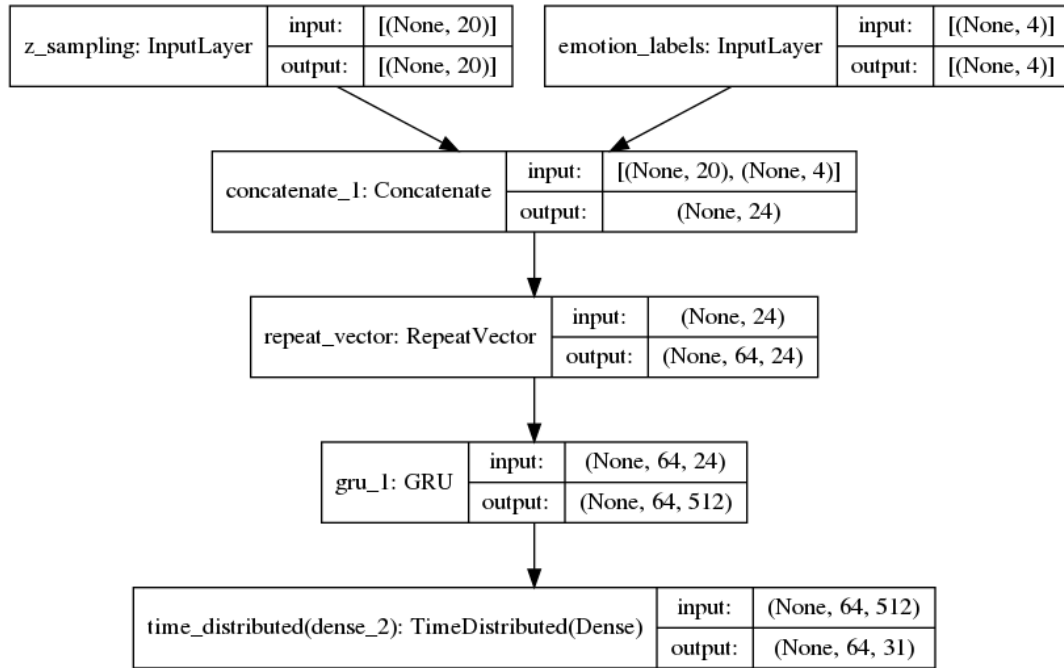 z_sampling: InputLayer
input: [(None, 20)]
output: [(None, 20)]
emotion_labels: InputLayer
input: [(None, 4)]
output: [(None, 4)]
concatenate_1: Concatenate
input: [(None, 20), (None, 4)]
output: (None, 24)
repeat_vector: RepeatVector
input: (None, 24)
output: (None, 64, 24)
gru_1: GRU
input: (None, 64, 24)
output: (None, 64, 512)
time_distributed(dense_2): TimeDistributed(Dense)
input: (None, 64, 512)
output: (None, 64, 31)